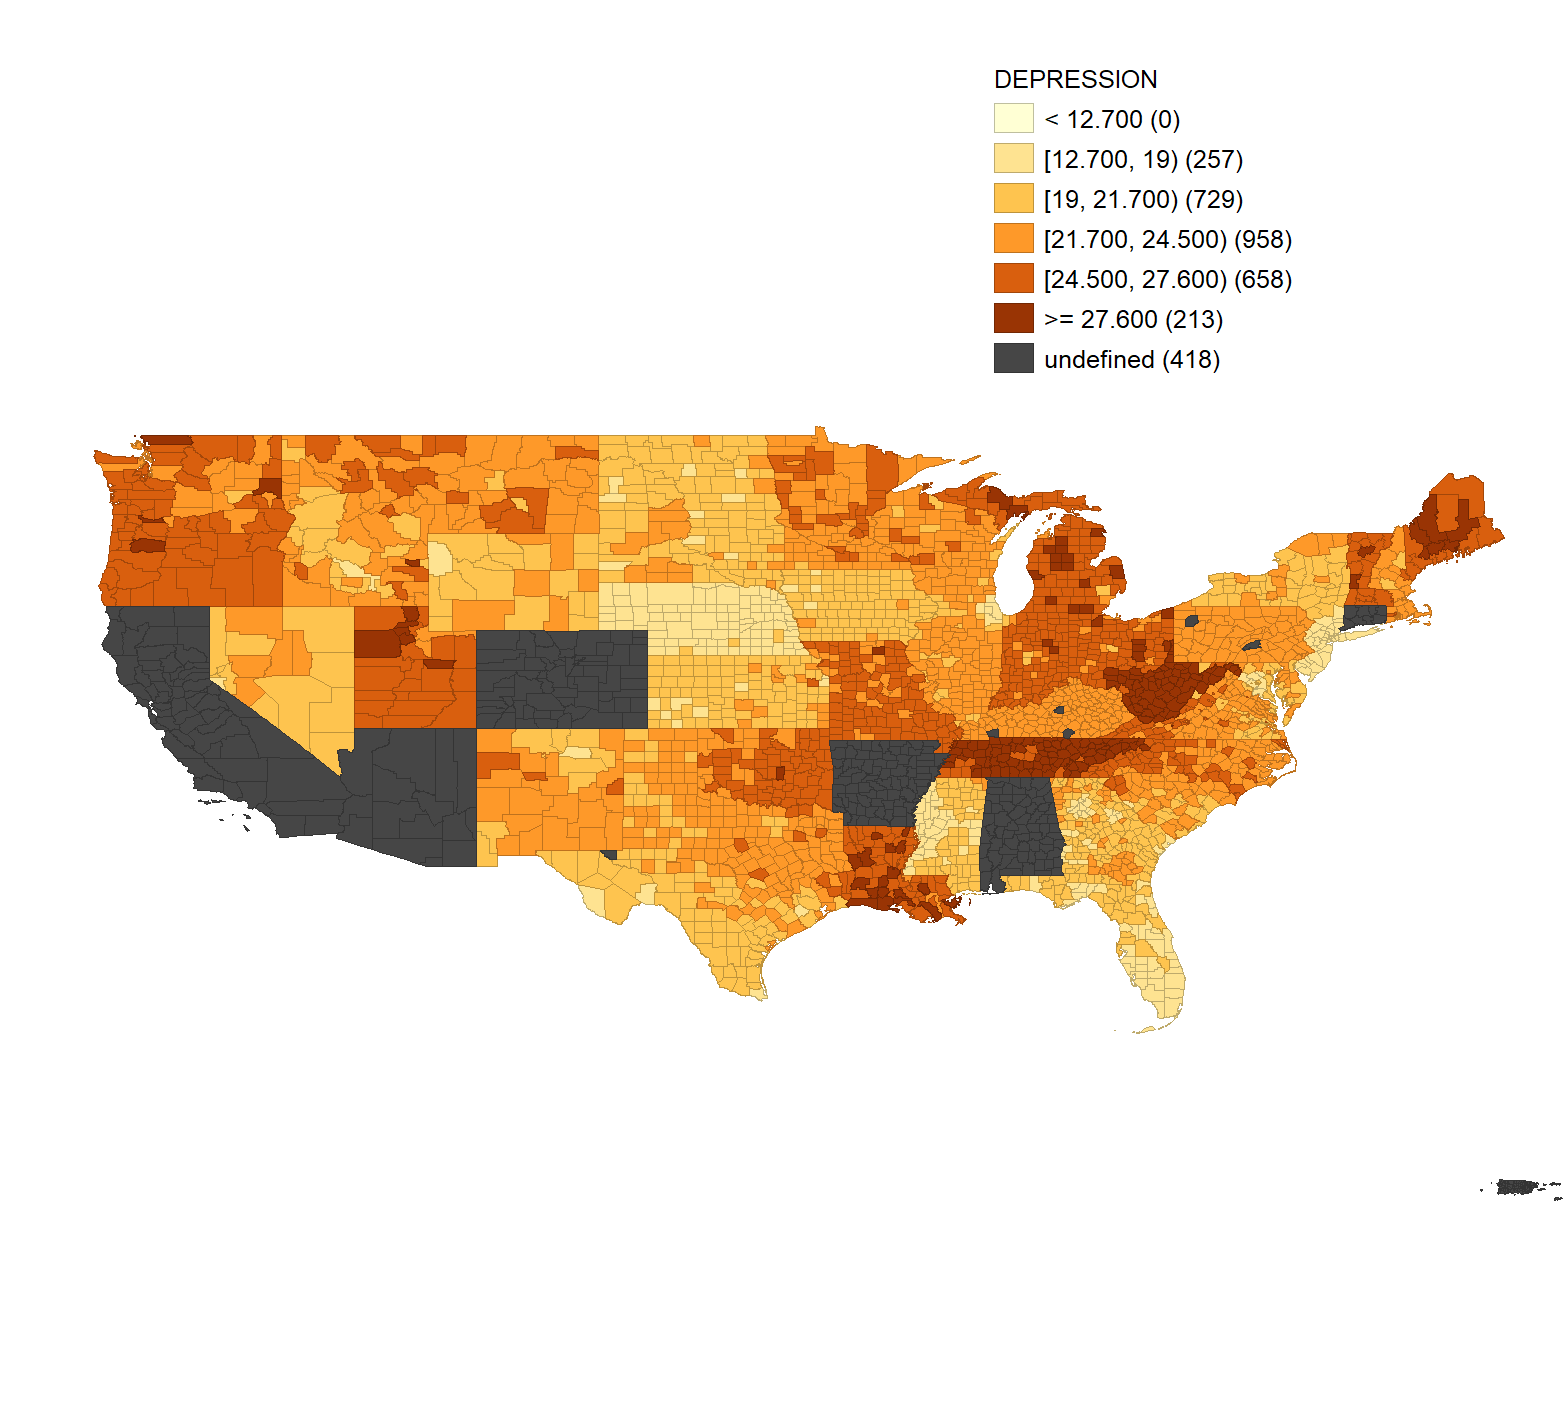 DEPRESSION
< 12.700 (0)
[12.700, 19) (257)
[19, 21.700) (729)
[21.700, 24.500) (958)
[24.500, 27.600) (658)
>= 27.600 (213)
undefined (418)